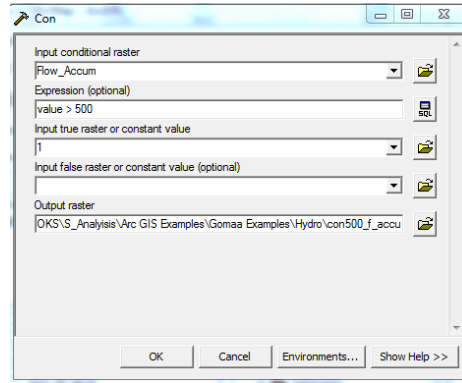 Con
Input conditional raster
Flow_Accum
Expression (optional)
value > 500
SQL
Input true raster or constant value
1
Input false raster or constant value (optional)
Output raster
OKS\S_Analyisis\Arc GIS Examples\Gomaa Examples\Hydro\con500_f_accu
OK Cancel Environments... Show Help >>